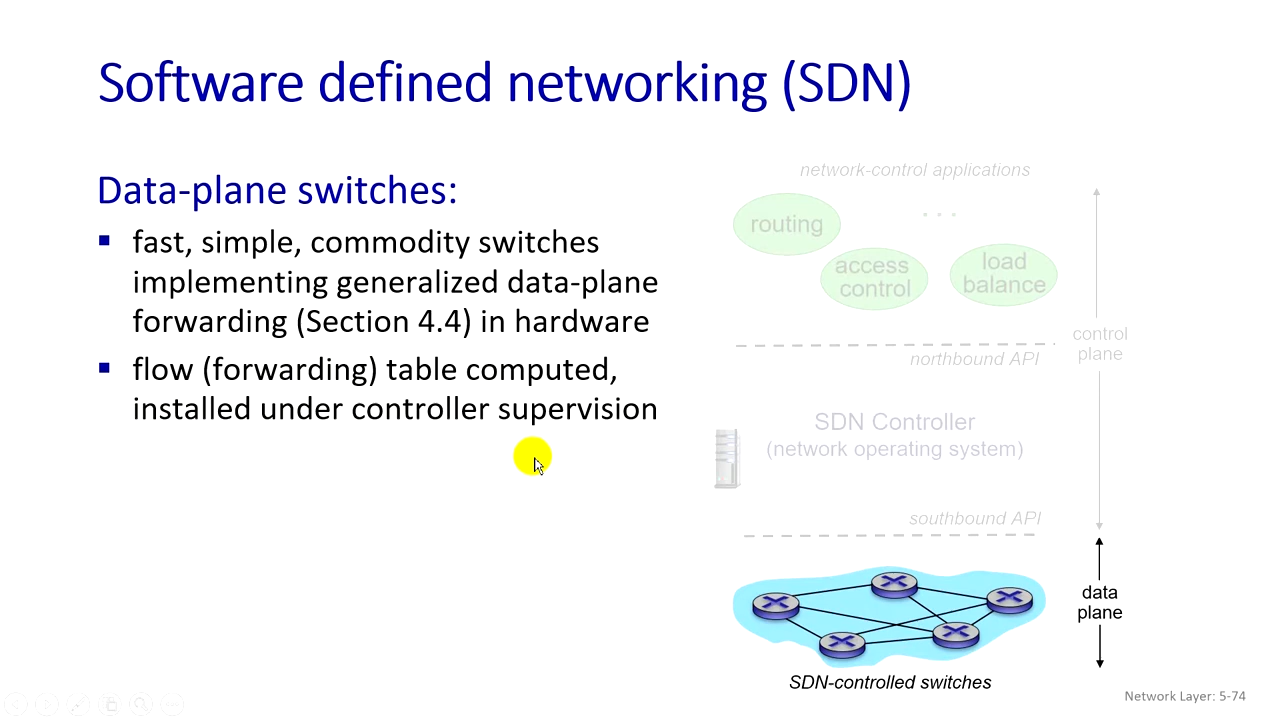 Software defined networking (SDN)
Data-plane switches:
fast, simple, commodity switches
implementing generalized data-plane
forwarding (Section 4.4) in hardware
flow (forwarding) table computed,
installed under controller supervision
network-control applications
routing
. . .
access
control
load
balance
control
plane
northbound API
SDN Controller
(network operating system)
southbound API
data
plane
SDN-controlled switches
Network Layer: 5-74